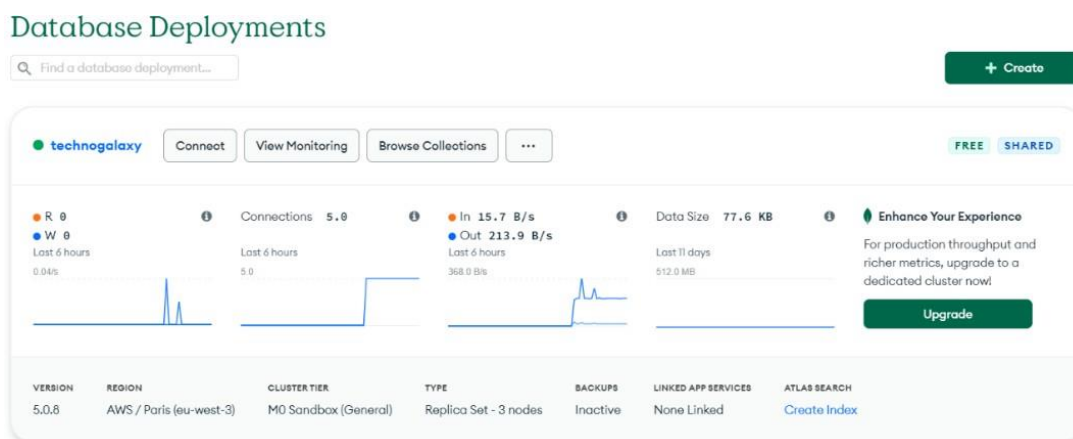 Database Deployments
Find a database deployment...
+ Create
technogalaxy
Connect
View Monitoring
Browse Collections
...
FREE
SHARED
R 0
W 0
Last 6 hours
0.04/s
Connections 5.0
Last 6 hours
5.0
In 15.7 B/s
Out 213.9 B/s
Last 6 hours
368.0 B/s
Data Size 77.6 KB
Last 11 days
512.0 MB
Enhance Your Experience
For production throughput and
richer metrics, upgrade to a
dedicated cluster now!
Upgrade
VERSION
5.0.8
REGION
AWS / Paris (eu-west-3)
CLUSTER TIER
M0 Sandbox (General)
TYPE
Replica Set - 3 nodes
BACKUPS
Inactive
LINKED APP SERVICES
None Linked
ATLAS SEARCH
Create Index